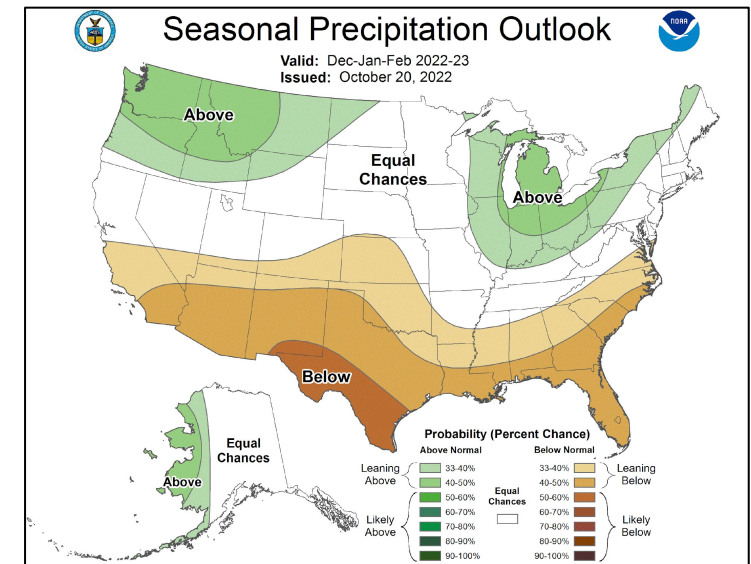 Seasonal Precipitation Outlook
NOAA
Valid: Dec-Jan-Feb 2022-23
Issued: October 20, 2022
Above
Equal
Chances
Above
Below
Equal
Chances
Above
Probability (Percent Chance)
Above Normal
Below Normal
Leaning
Above
33-40%
40-50%
Likely
Above
50-60%
60-70%
70-80%
80-90%
90-100%
Equal
Chances
33-40%
40-50%
Leaning
Below
50-60%
60-70%
70-80%
80-90%
90-100%
Likely
Below